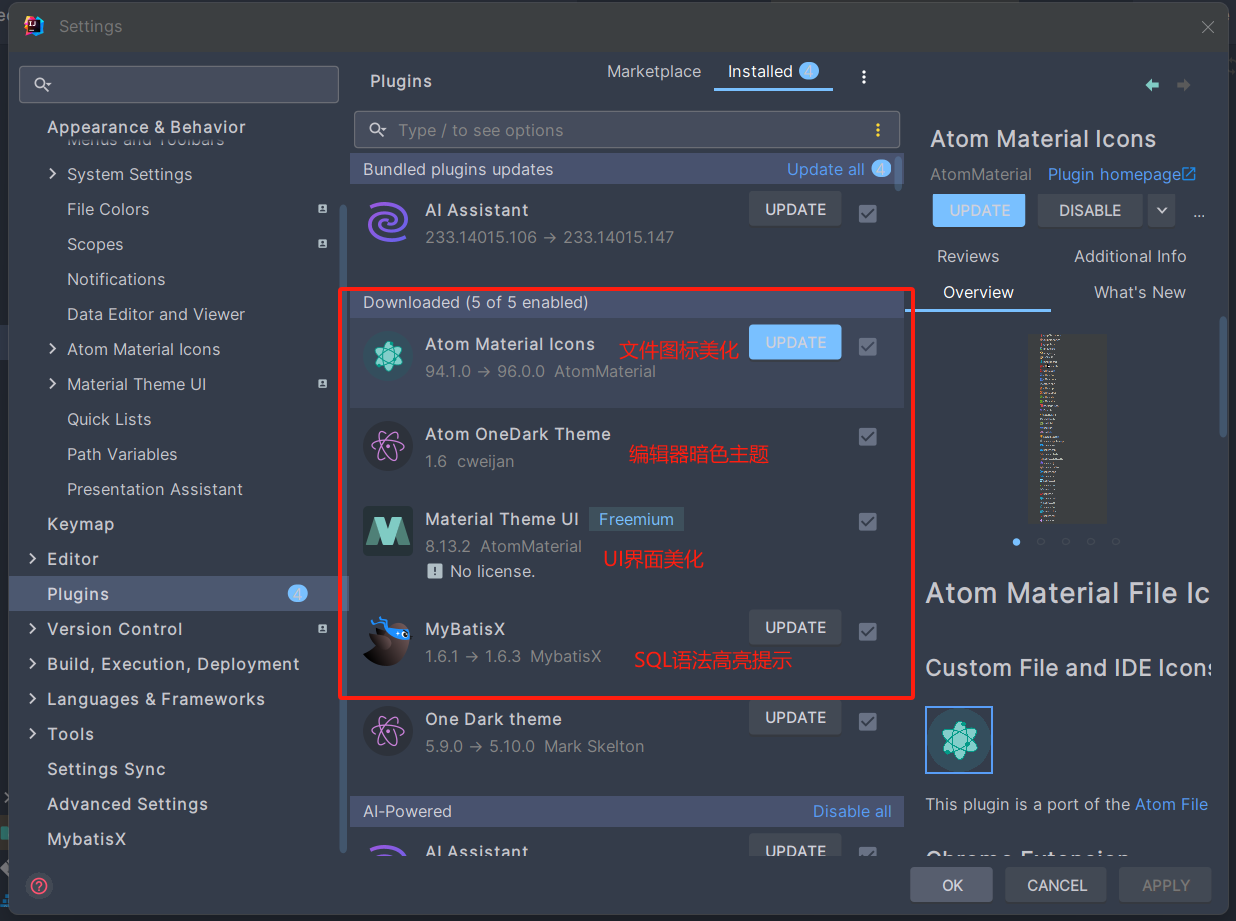 Settings
Plugins
Marketplace
Installed 4
Appearance & Behavior
Menus and Toolbars
System Settings
File Colors
Scopes
Notifications
Data Editor and Viewer
Atom Material Icons
Material Theme UI
Quick Lists
Path Variables
Presentation Assistant
Keymap
Editor
Plugins 4
Version Control
Build, Execution, Deployment
Languages & Frameworks
Tools
Settings Sync
Advanced Settings
MybatisX
Type / to see options
Bundled plugins updates Update all 4
AI Assistant UPDATE
233.14015.106 → 233.14015.147
Downloaded (5 of 5 enabled)
Atom Material Icons 文件图标美化 UPDATE
94.1.0 → 96.0.0 AtomMaterial
Atom OneDark Theme
编辑器暗色主题
1.6 cweijan
Material Theme UI Freemium
8.13.2 AtomMaterial
UI界面美化
! No license.
MyBatisX UPDATE
1.6.1 → 1.6.3 MybatisX SQL语法高亮提示
One Dark theme UPDATE
5.9.0 → 5.10.0 Mark Skelton
AI-Powered Disable all
AI Assistant UPDATE
Atom Material Icons
AtomMaterial Plugin homepage
UPDATE DISABLE ...
Reviews Additional Info
Overview What's New
Atom Material File Ic
Custom File and IDE Icons
This plugin is a part of the Atom File
Chrome Extension
?
OK CANCEL APPLY